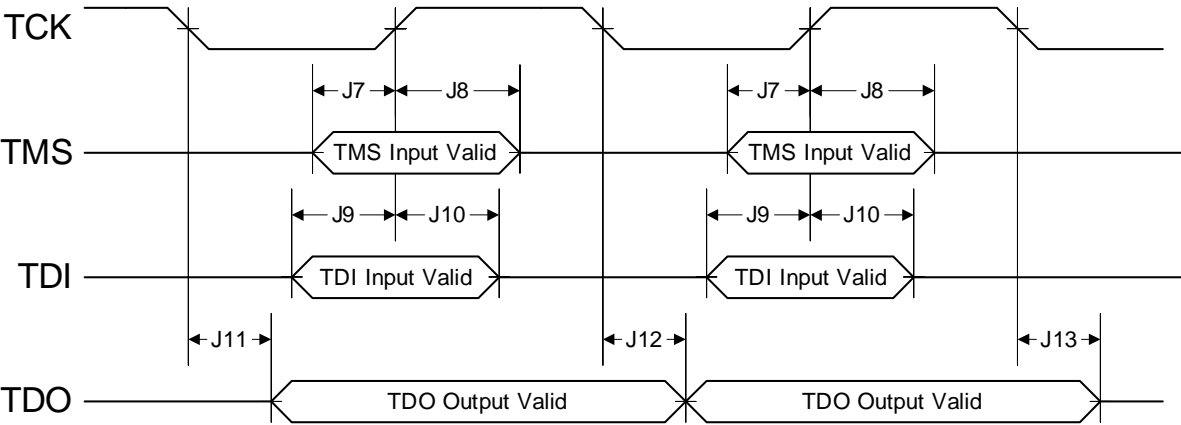 TCK
J7 J8 J7 J8
TMS TMS Input Valid TMS Input Valid
J9 J10 J9 J10
TDI TDI Input Valid TDI Input Valid
J11 J12 J13
TDO TDO Output Valid TDO Output Valid